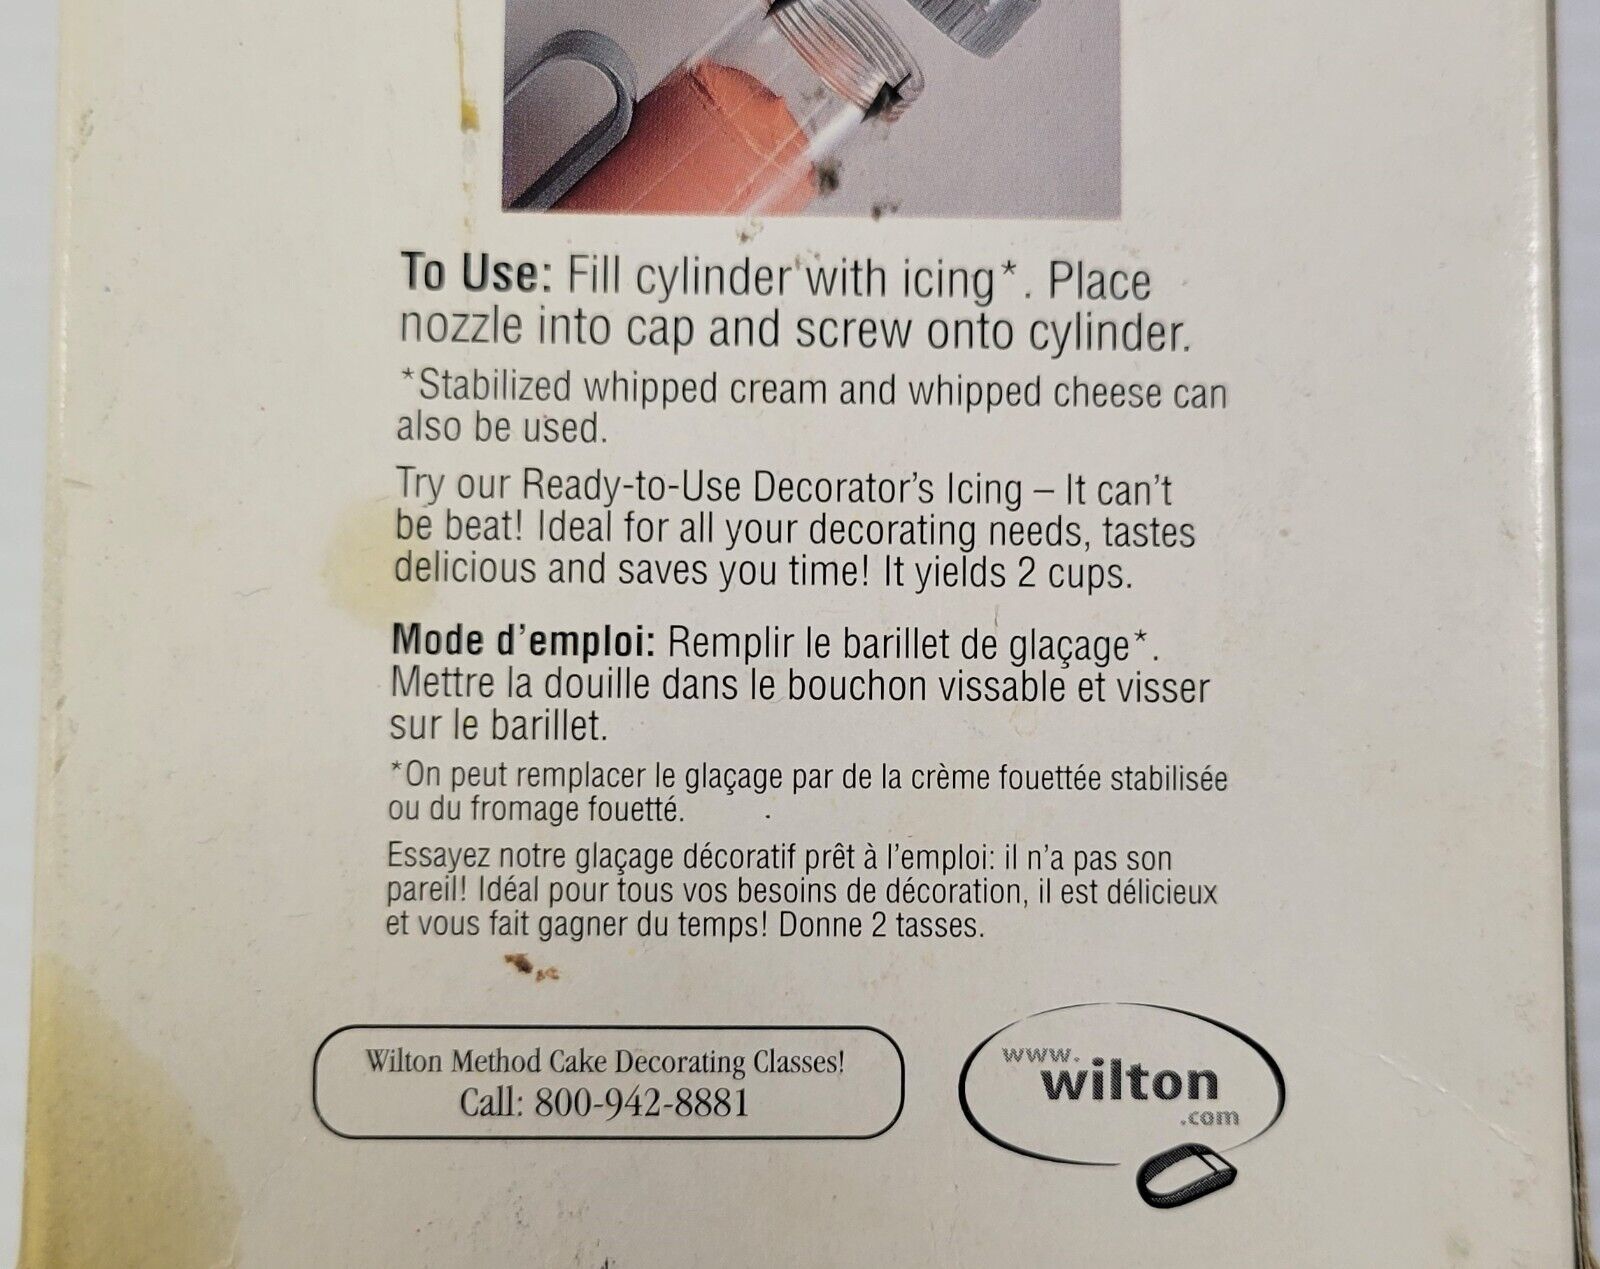 To Use: Fill cylinder with icing*. Place
nozzle into cap and screw onto cylinder.
*Stabilized whipped cream and whipped cheese can
also be used.
Try our Ready-to-Use Decorator's Icing – It can't
be beat! Ideal for all your decorating needs, tastes
delicious and saves you time! It yields 2 cups.
Mode d'emploi: Remplir le barillet de glaçage*.
Mettre la douille dans le bouchon vissable et visser
sur le barillet.
*On peut remplacer le glaçage par de la crème fouettée stabilisée
ou du fromage fouetté.
Essayez notre glaçage décoratif prêt à l'emploi: il n'a pas son
pareil! Idéal pour tous vos besoins de décoration, il est délicieux
et vous fait gagner du temps! Donne 2 tasses.
Wilton Method Cake Decorating Classes!
Call: 800-942-8881
www.
wilton
.com